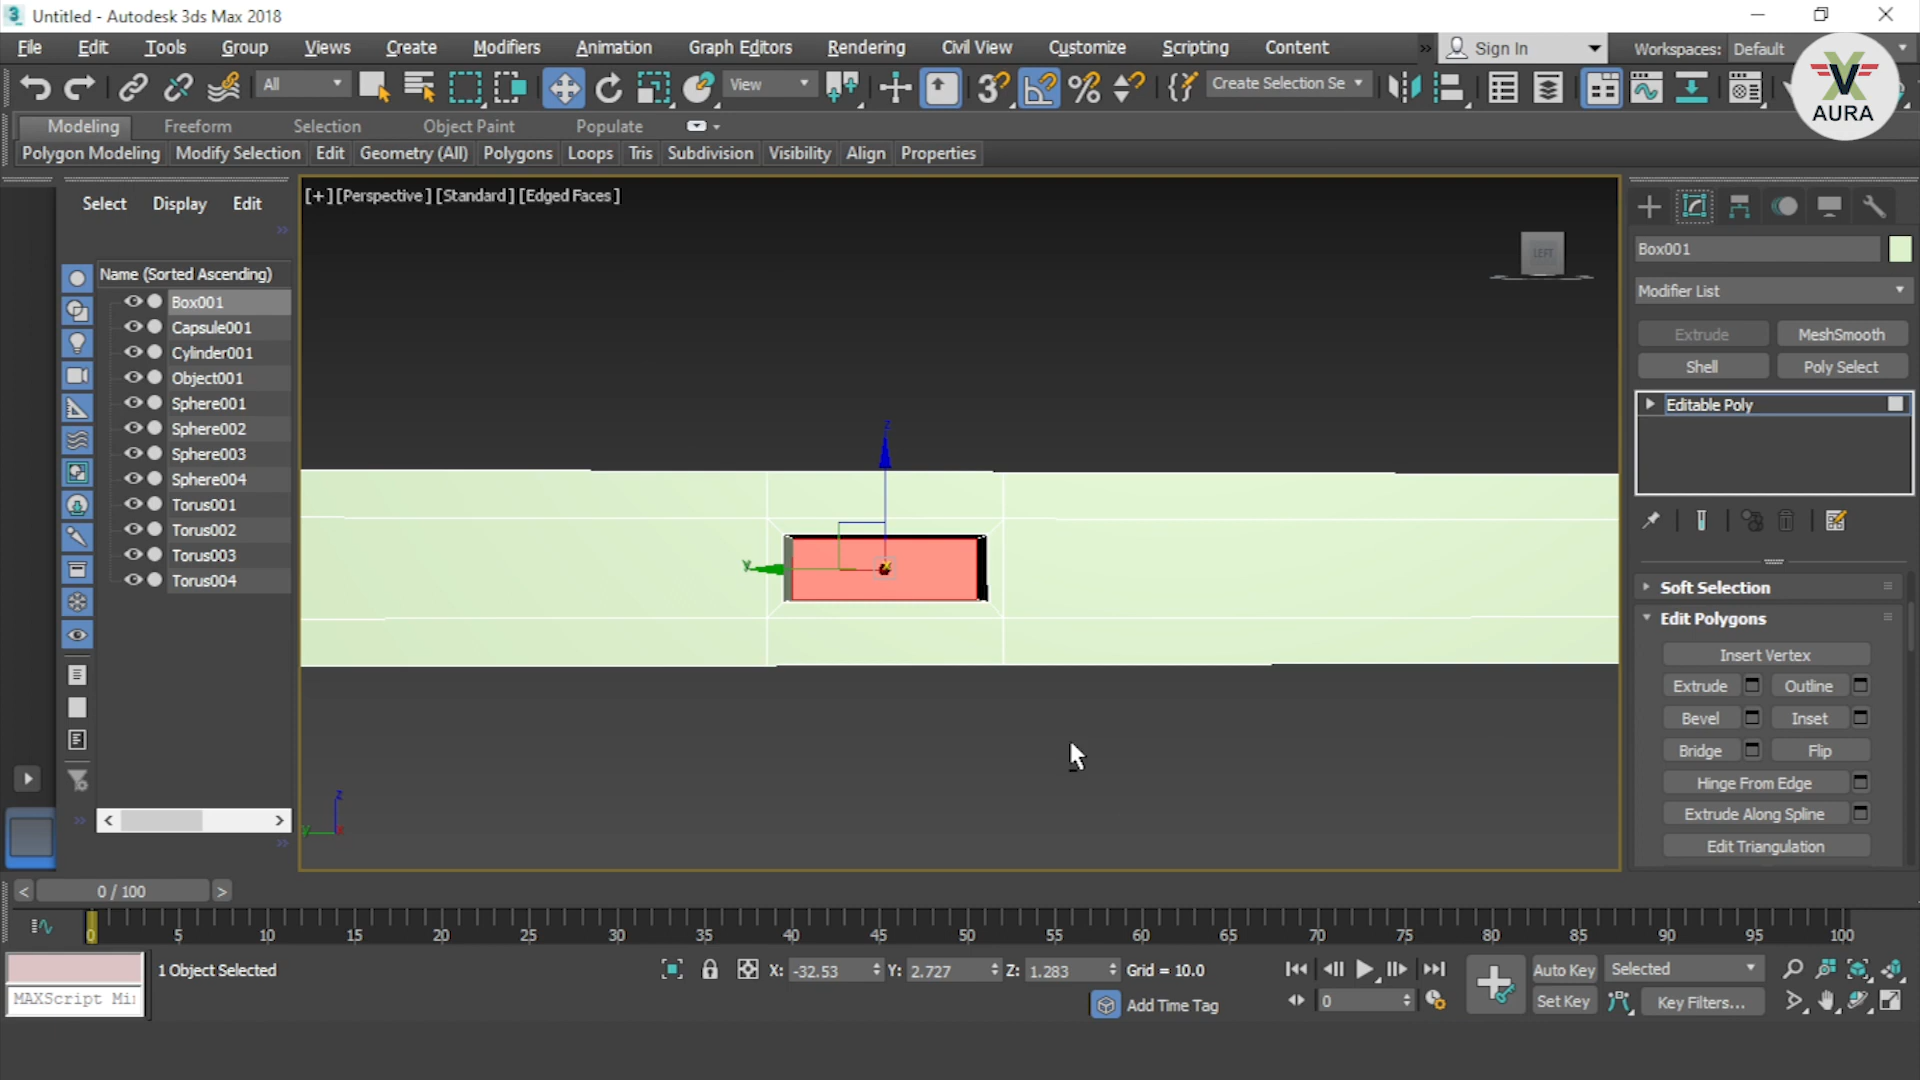 Untitled - Autodesk 3ds Max 2018
File Edit Tools Group Views Create Modifiers Animation Graph Editors Rendering Civil View Customize Scripting Content
Sign In Workspaces: Default
All View Create Selection Se
AURA
Modeling Freeform Selection Object Paint Populate
Polygon Modeling Modify Selection Edit Geometry (All) Polygons Loops Tris Subdivision Visibility Align Properties
Select Display Edit
[+][Perspective][Standard][Edged Faces]
LEFT
Name (Sorted Ascending)
Box001
Capsule001
Cylinder001
Object001
Sphere001
Sphere002
Sphere003
Sphere004
Torus001
Torus002
Torus003
Torus004
z
y
x
z
y
x
Box001
Modifier List
Extrude MeshSmooth
Shell Poly Select
Editable Poly
Soft Selection
Edit Polygons
Insert Vertex
Extrude Outline
Bevel Inset
Bridge Flip
Hinge From Edge
Extrude Along Spline
Edit Triangulation
< 0 / 100 >
0 5 10 15 20 25 30 35 40 45 50 55 60 65 70 75 80 85 90 95 100
1 Object Selected
X: -32.53 Y: 2.727 Z: 1.283 Grid = 10.0
Auto Key Selected
MAXScript Mi
Add Time Tag
0
Set Key Key Filters...